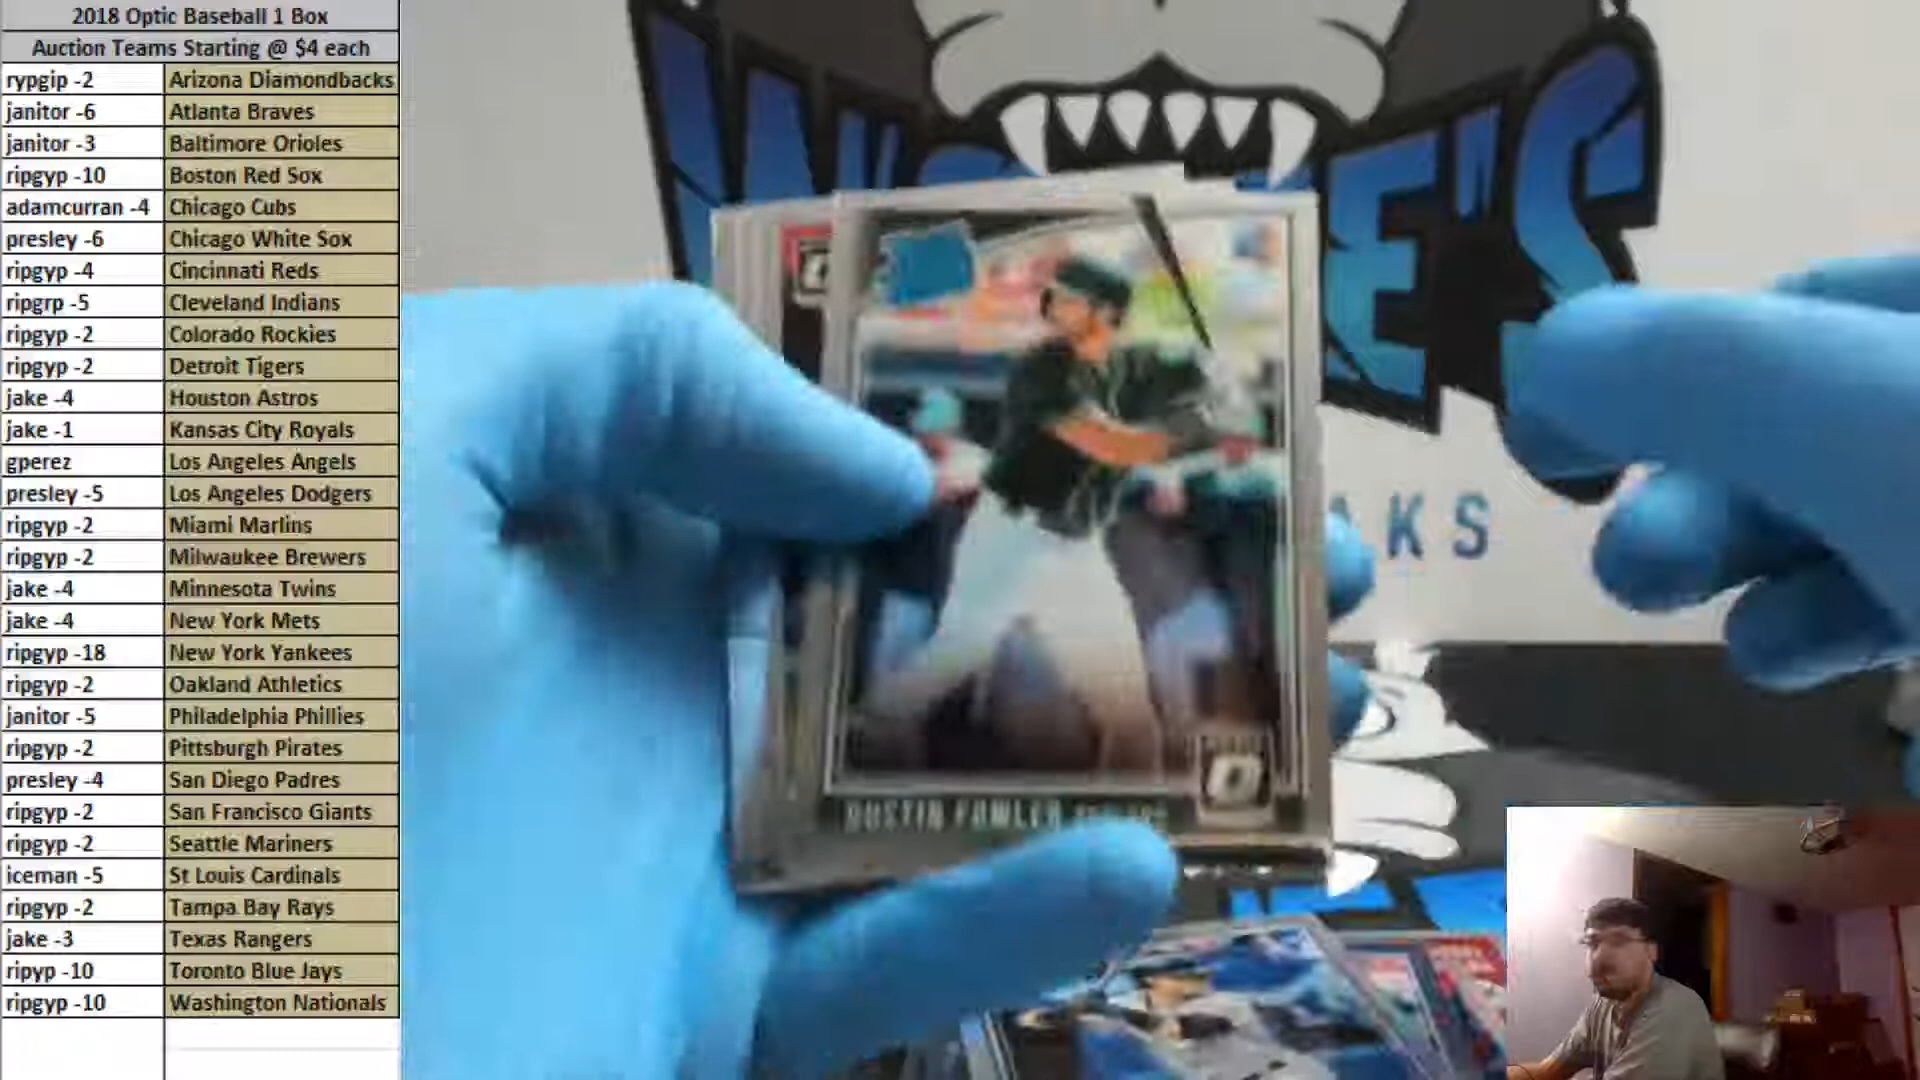 2018 Optic Baseball 1 Box
Auction Teams Starting @ $4 each
rypgip -2 Arizona Diamondbacks
janitor -6 Atlanta Braves
janitor -3 Baltimore Orioles
ripgyp -10 Boston Red Sox
adamcurran -4 Chicago Cubs
presley -6 Chicago White Sox
ripgyp -4 Cincinnati Reds
ripgrp -5 Cleveland Indians
ripgyp -2 Colorado Rockies
ripgyp -2 Detroit Tigers
jake -4 Houston Astros
jake -1 Kansas City Royals
gperez Los Angeles Angels
presley -5 Los Angeles Dodgers
ripgyp -2 Miami Marlins
ripgyp -2 Milwaukee Brewers
jake -4 Minnesota Twins
jake -4 New York Mets
ripgyp -18 New York Yankees
ripgyp -2 Oakland Athletics
janitor -5 Philadelphia Phillies
ripgyp -2 Pittsburgh Pirates
presley -4 San Diego Padres
ripgyp -2 San Francisco Giants
ripgyp -2 Seattle Mariners
iceman -5 St Louis Cardinals
ripgyp -2 Tampa Bay Rays
jake -3 Texas Rangers
ripyp -10 Toronto Blue Jays
ripgyp -10 Washington Nationals
E'S
AKS
DUSTIN FOWLER